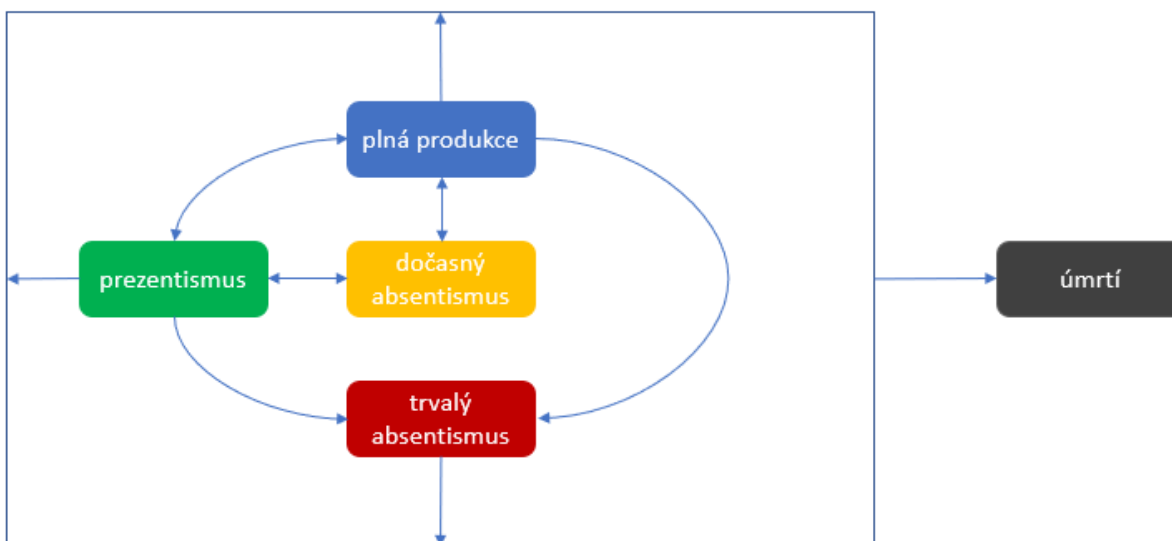 plná produkce
prezentismus
dočasný
absentismus
úmrtí
trvalý
absentismus